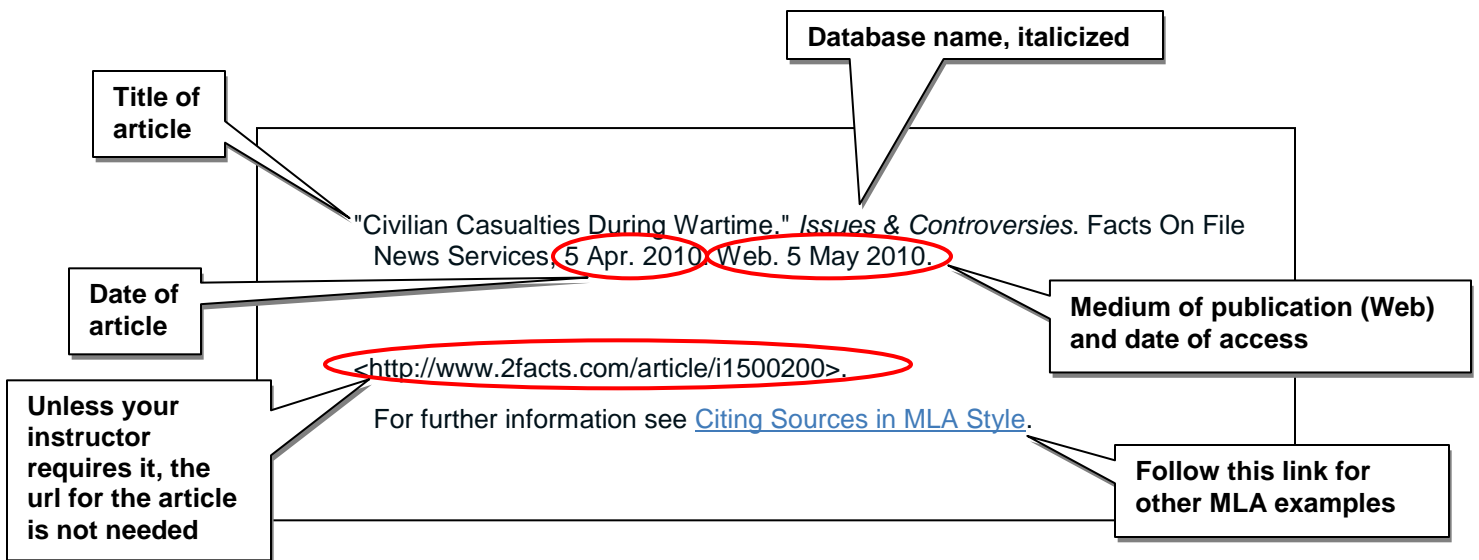 Database name, italicized
Title of
article
"Civilian Casualties During Wartime." Issues & Controversies. Facts On File
News Services, 5 Apr. 2010. Web. 5 May 2010.
Date of
article
Medium of publication (Web)
and date of access
<http://www.2facts.com/article/i1500200>.
Unless your
instructor
requires it, the
url for the article
is not needed
For further information see Citing Sources in MLA Style.
Follow this link for
other MLA examples